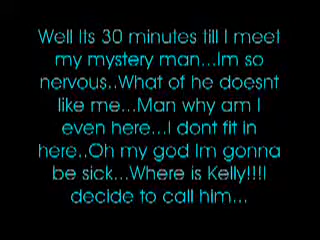 Well Its 30 minutes till I meet
my mystery man...Im so
nervous..What of he doesnt
like me...Man why am I
even here...I dont fit in
here..Oh my god Im gonna
be sick...Where is Kelly!!!!I
decide to call him...